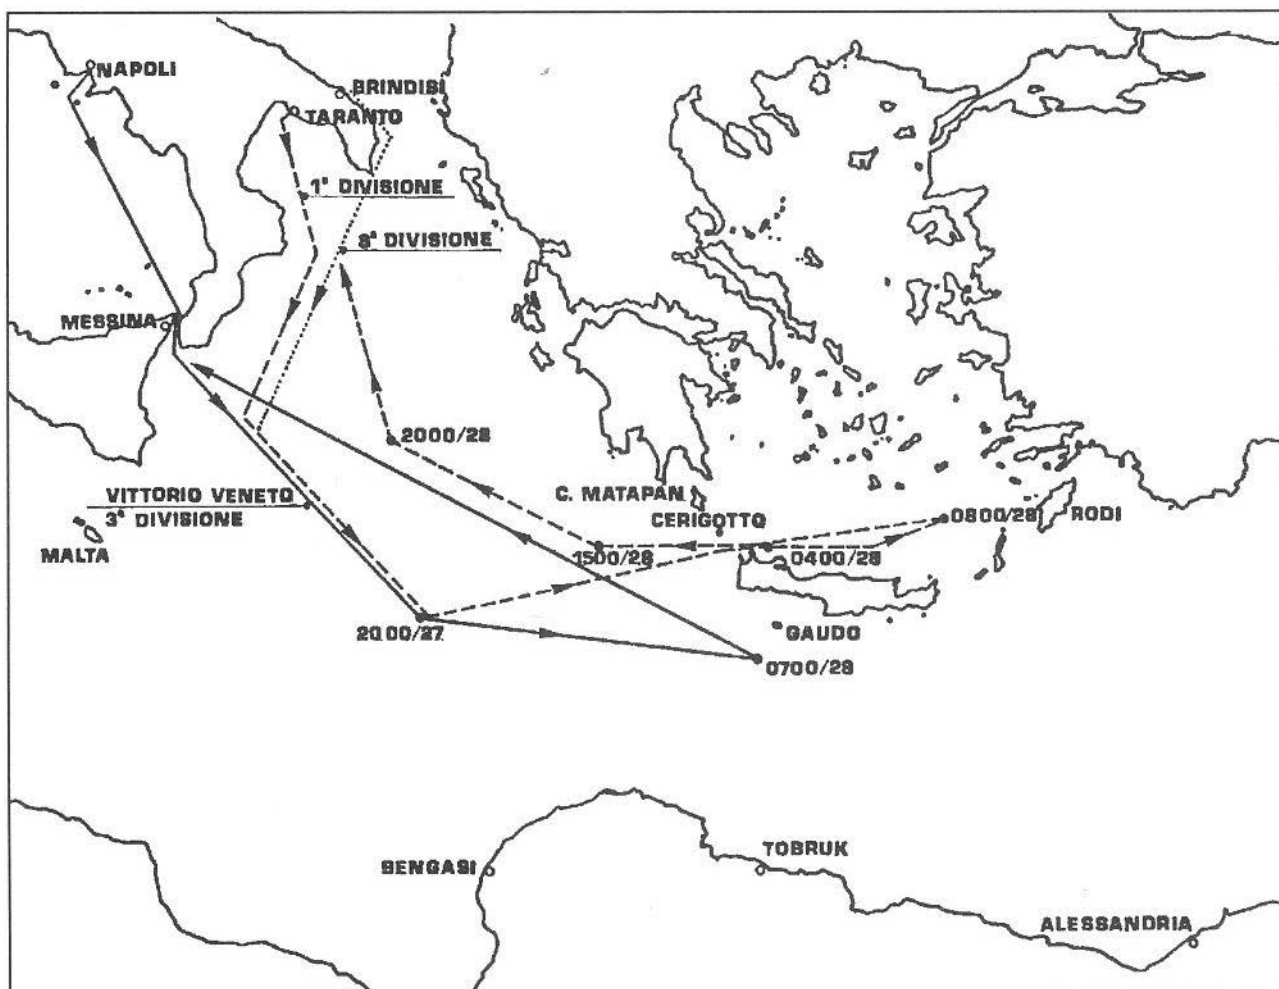 NAPOLI
BRINDISI
TARANTO
1ª DIVISIONE
8ª DIVISIONE
MESSINA
2000/28
VITTORIO VENETO
3ª DIVISIONE
C. MATAPAN
CERIGOTTO
0800/28
RODI
MALTA
1500/28
0400/28
2000/27
GAUDO
0700/28
BENGASI
TOBRUK
ALESSANDRIA